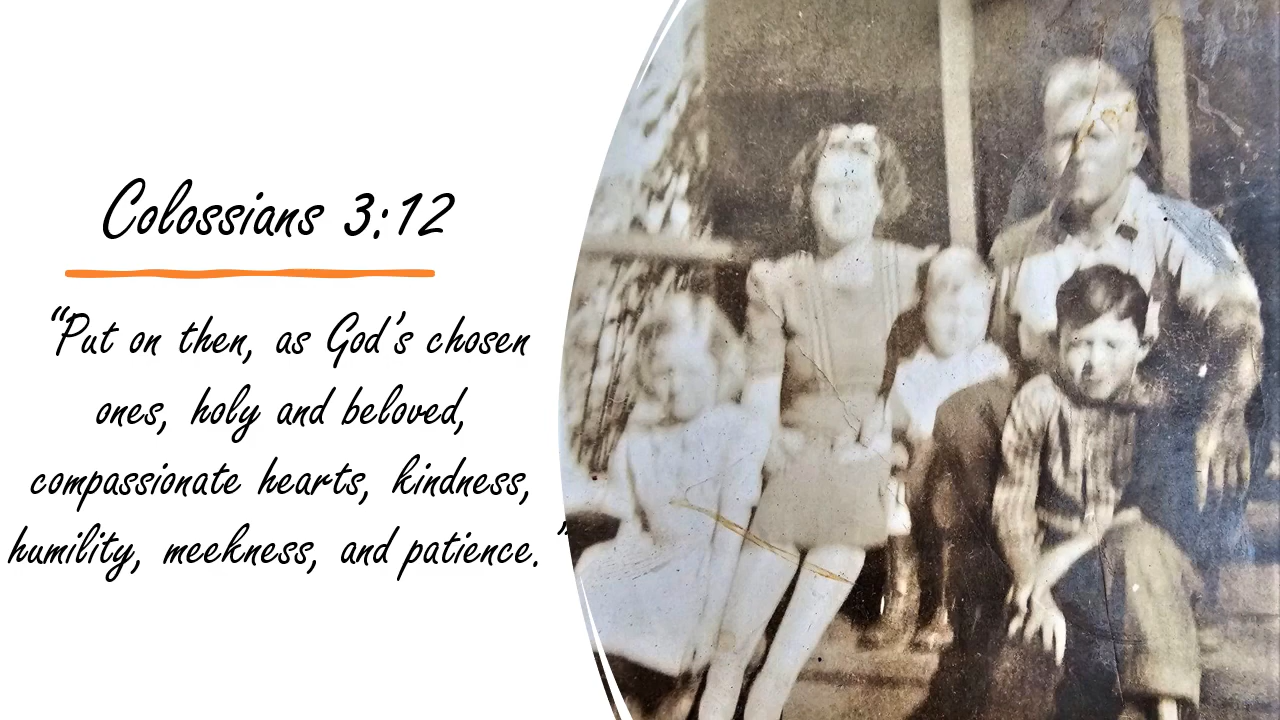 Colossians 3:12
“Put on then, as God’s chosen
ones, holy and beloved,
compassionate hearts, kindness,
humility, meekness, and patience. ”